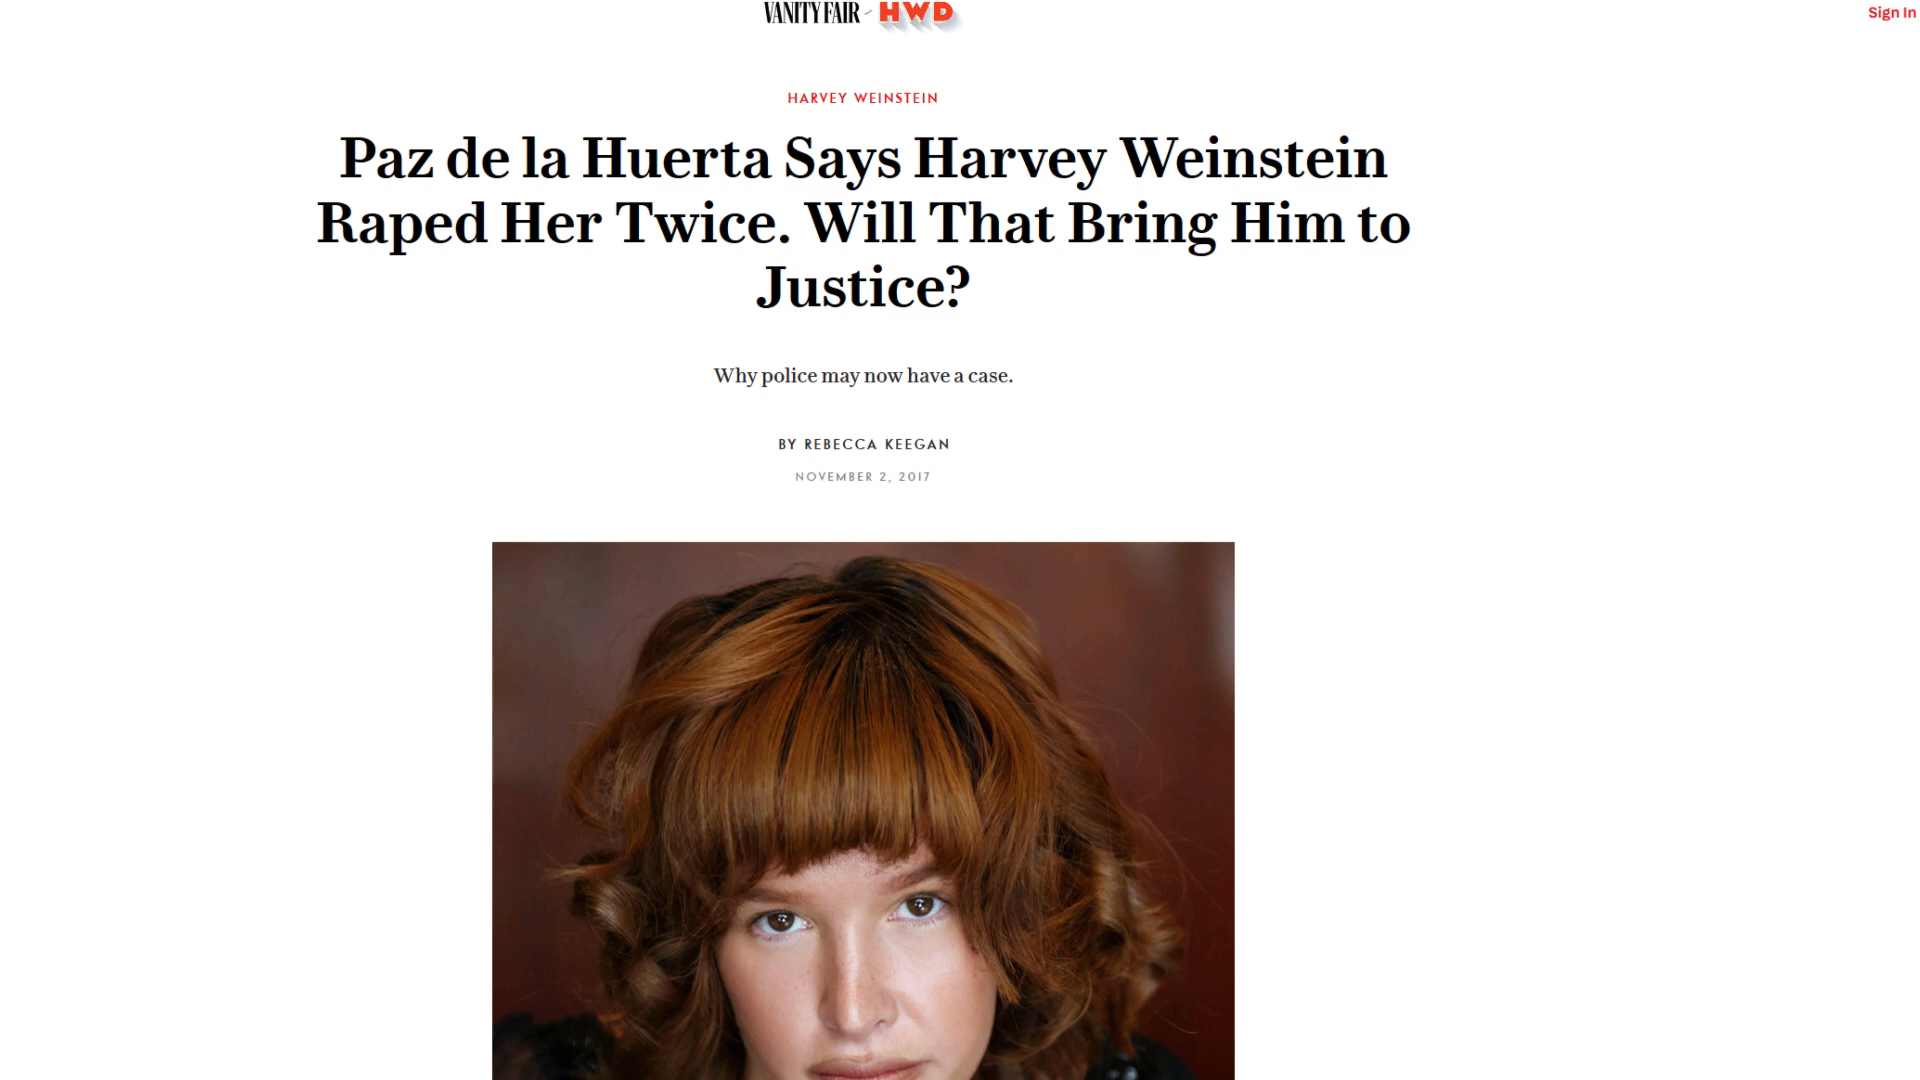 VANITY FAIR - HWD
Sign In
HARVEY WEINSTEIN
Paz de la Huerta Says Harvey Weinstein
Raped Her Twice. Will That Bring Him to
Justice?
Why police may now have a case.
BY REBECCA KEEGAN
NOVEMBER 2, 2017